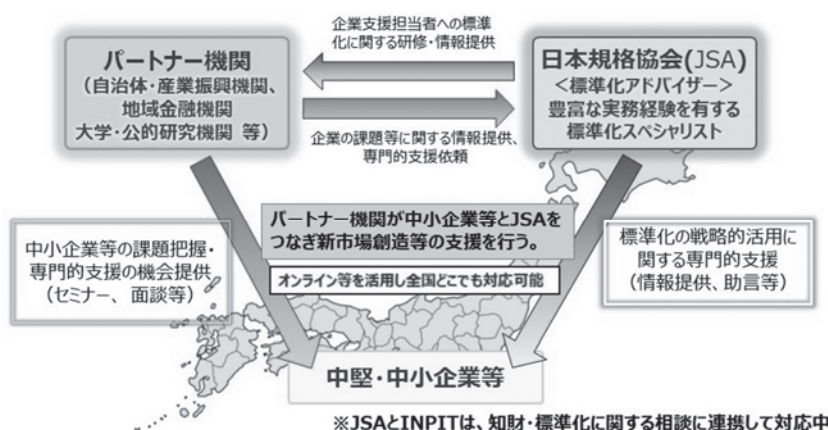 企業支援担当者への標準
化に関する研修・情報提供
パートナー機関
（自治体・産業振興機関、
地域金融機関
大学・公的研究機関 等）
日本規格協会(JSA)
＜標準化アドバイザー＞
豊富な実務経験を有する
標準化スペシャリスト
企業の課題等に関する情報提供、
専門的支援依頼
パートナー機関が中小企業等とJSAを
つなぎ新市場創造等の支援を行う。
オンライン等を活用し全国どこでも対応可能
中小企業等の課題把握・
専門的支援の機会提供
（セミナー、面談等）
標準化の戦略的活用に
関する専門的支援
（情報提供、助言等）
中堅・中小企業等
※JSAとINPITは、知財・標準化に関する相談に連携して対応中